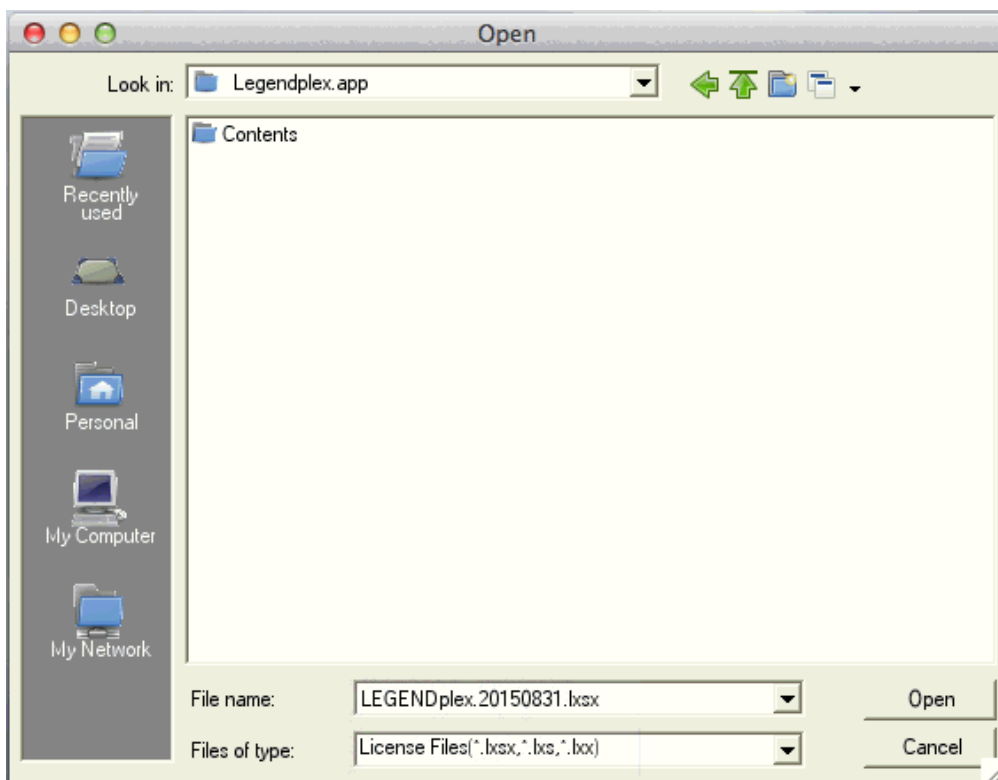 Open
Look in:
Legendplex.app
Contents
Recently
used
Desktop
Personal
My Computer
My Network
File name:
LEGENDplex.20150831.lxsx
Open
Files of type:
License Files(*.lxsx,*.lxs,*.lxx)
Cancel